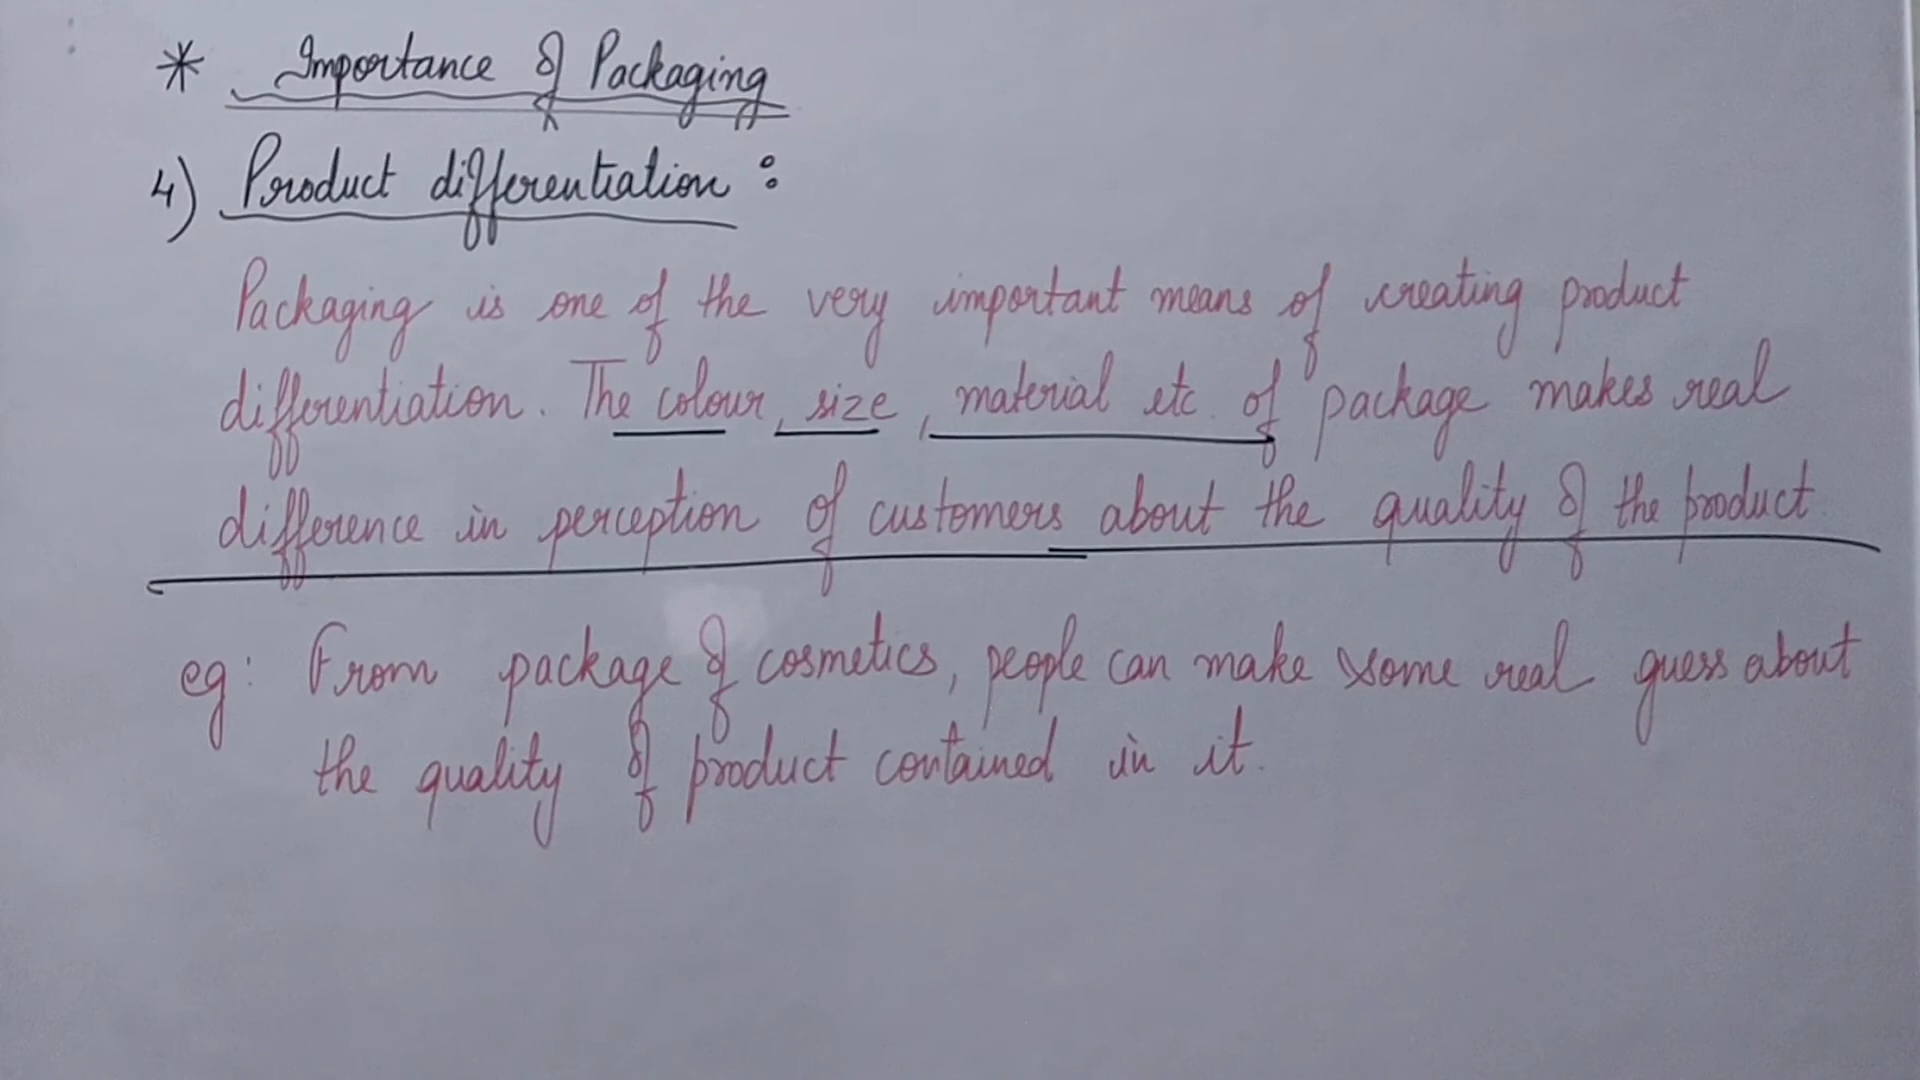 * Importance of Packaging
4) Product differentiation :
Packaging is one of the very important means of creating product
differentiation. The colour, size, material etc. of package makes real
difference in perception of customers about the quality of the product
eg: From package of cosmetics, people can make some real guess about
the quality of product contained in it.